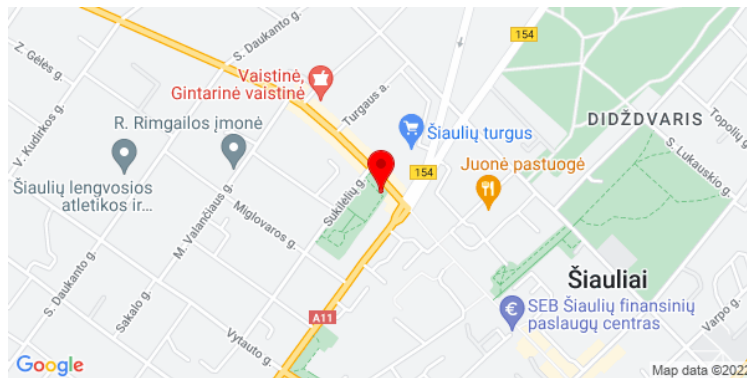 Z. Gėlės g.
S. Daukanto g.
154
Vaistinė,
Gintarinė vaistinė
Turgaus a.
V. Kudirkos g.
R. Rimgailos įmonė
Šiaulių turgus
DIDŽDVARIS
Topolių g.
S. Lukauskio g.
Juonė pastuogė
154
Šiaulių lengvosios
atletikos ir...
M. Valančiaus g.
Sukilėlių g.
Miglovaros g.
S. Daukanto g.
Sakalo g.
Vytauto g.
A11
Šiauliai
SEB Šiaulių finansinių
paslaugų centras
Varpo g.
Google
Map data ©2022